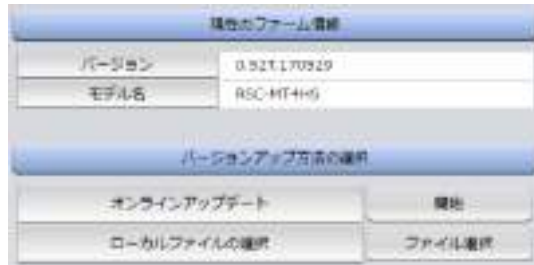 現在のファーム情報
バージョン
モデル名 RSC-MT4HS
バージョンアップ方法の選択
オンラインアップデート 開始
ローカルファイルの選択 ファイル選択